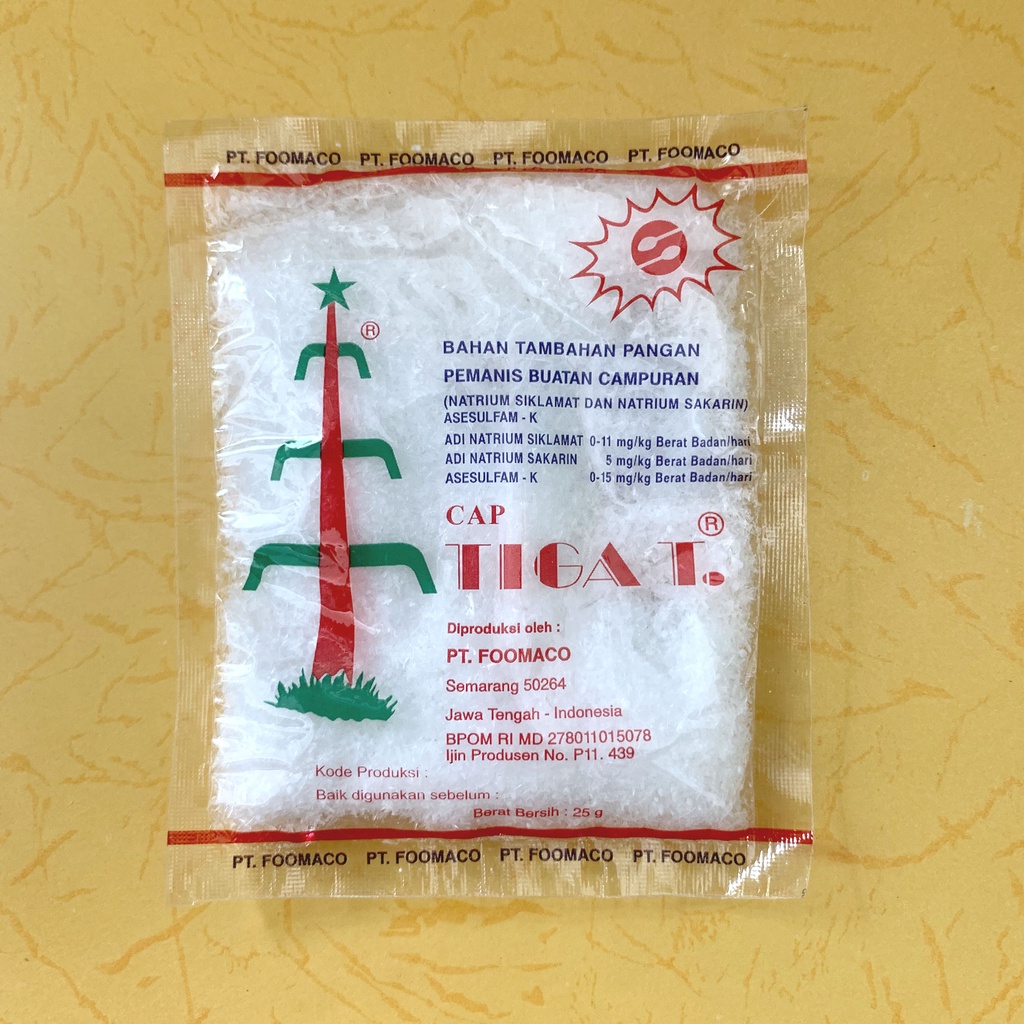 PT. FOOMACO PT. FOOMACO PT. FOOMACO PT. FOOMACO
®
BAHAN TAMBAHAN PANGAN
PEMANIS BUATAN CAMPURAN
(NATRIUM SIKLAMAT DAN NATRIUM SAKARIN)
ASESULFAM - K
ADI NATRIUM SIKLAMAT 0-11 mg/kg Berat Badan/hari
ADI NATRIUM SAKARIN 5 mg/kg Berat Badan/hari
ASESULFAM - K 0-15 mg/kg Berat Badan/hari
CAP
TIGA T. ®
Diproduksi oleh :
PT. FOOMACO
Semarang 50264
Jawa Tengah - Indonesia
BPOM RI MD 278011015078
Ijin Produsen No. P11. 439
Kode Produksi :
Baik digunakan sebelum :
Berat Bersih : 25 g
PT. FOOMACO PT. FOOMACO PT. FOOMACO PT. FOOMACO